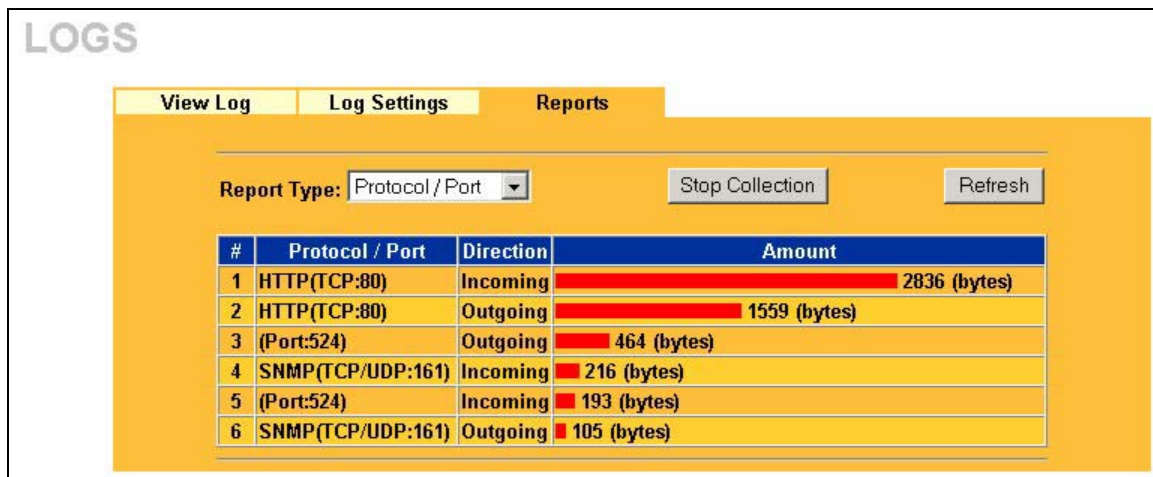 LOGS
View Log Log Settings Reports
Report Type: Protocol / Port Stop Collection Refresh
# Protocol / Port Direction Amount
1 HTTP(TCP:80) Incoming 2836 (bytes)
2 HTTP(TCP:80) Outgoing 1559 (bytes)
3 (Port:524) Outgoing 464 (bytes)
4 SNMP(TCP/UDP:161) Incoming 216 (bytes)
5 (Port:524) Incoming 193 (bytes)
6 SNMP(TCP/UDP:161) Outgoing 105 (bytes)